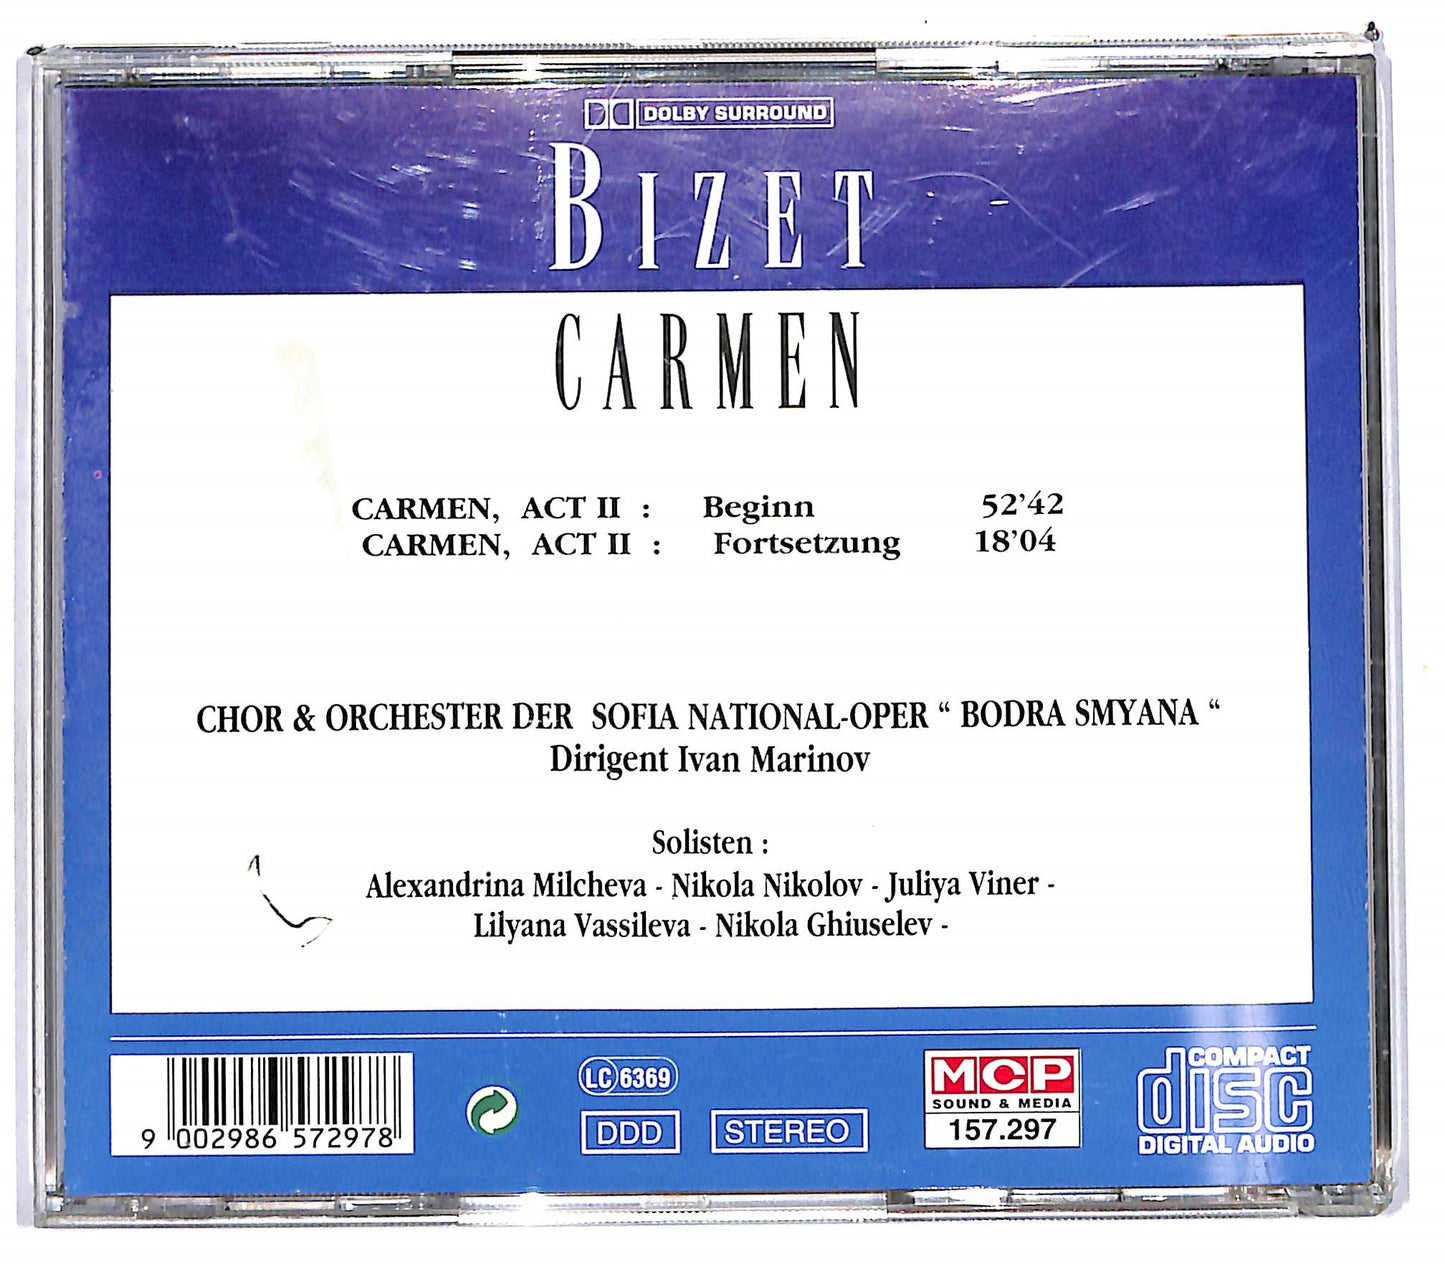 DOLBY SURROUND
BIZET
CARMEN
CARMEN, ACT II : Beginn 52'42
CARMEN, ACT II : Fortsetzung 18'04
CHOR & ORCHESTER DER SOFIA NATIONAL-OPER “ BODRA SMYANA “
Dirigent Ivan Marinov
Solisten :
Alexandrina Milcheva - Nikola Nikolov - Juliya Viner -
Lilyana Vassileva - Nikola Ghiuselev -
9 002986 572978
LC 6369
DDD STEREO
MCP
SOUND & MEDIA
157.297
COMPACT
disc
DIGITAL AUDIO